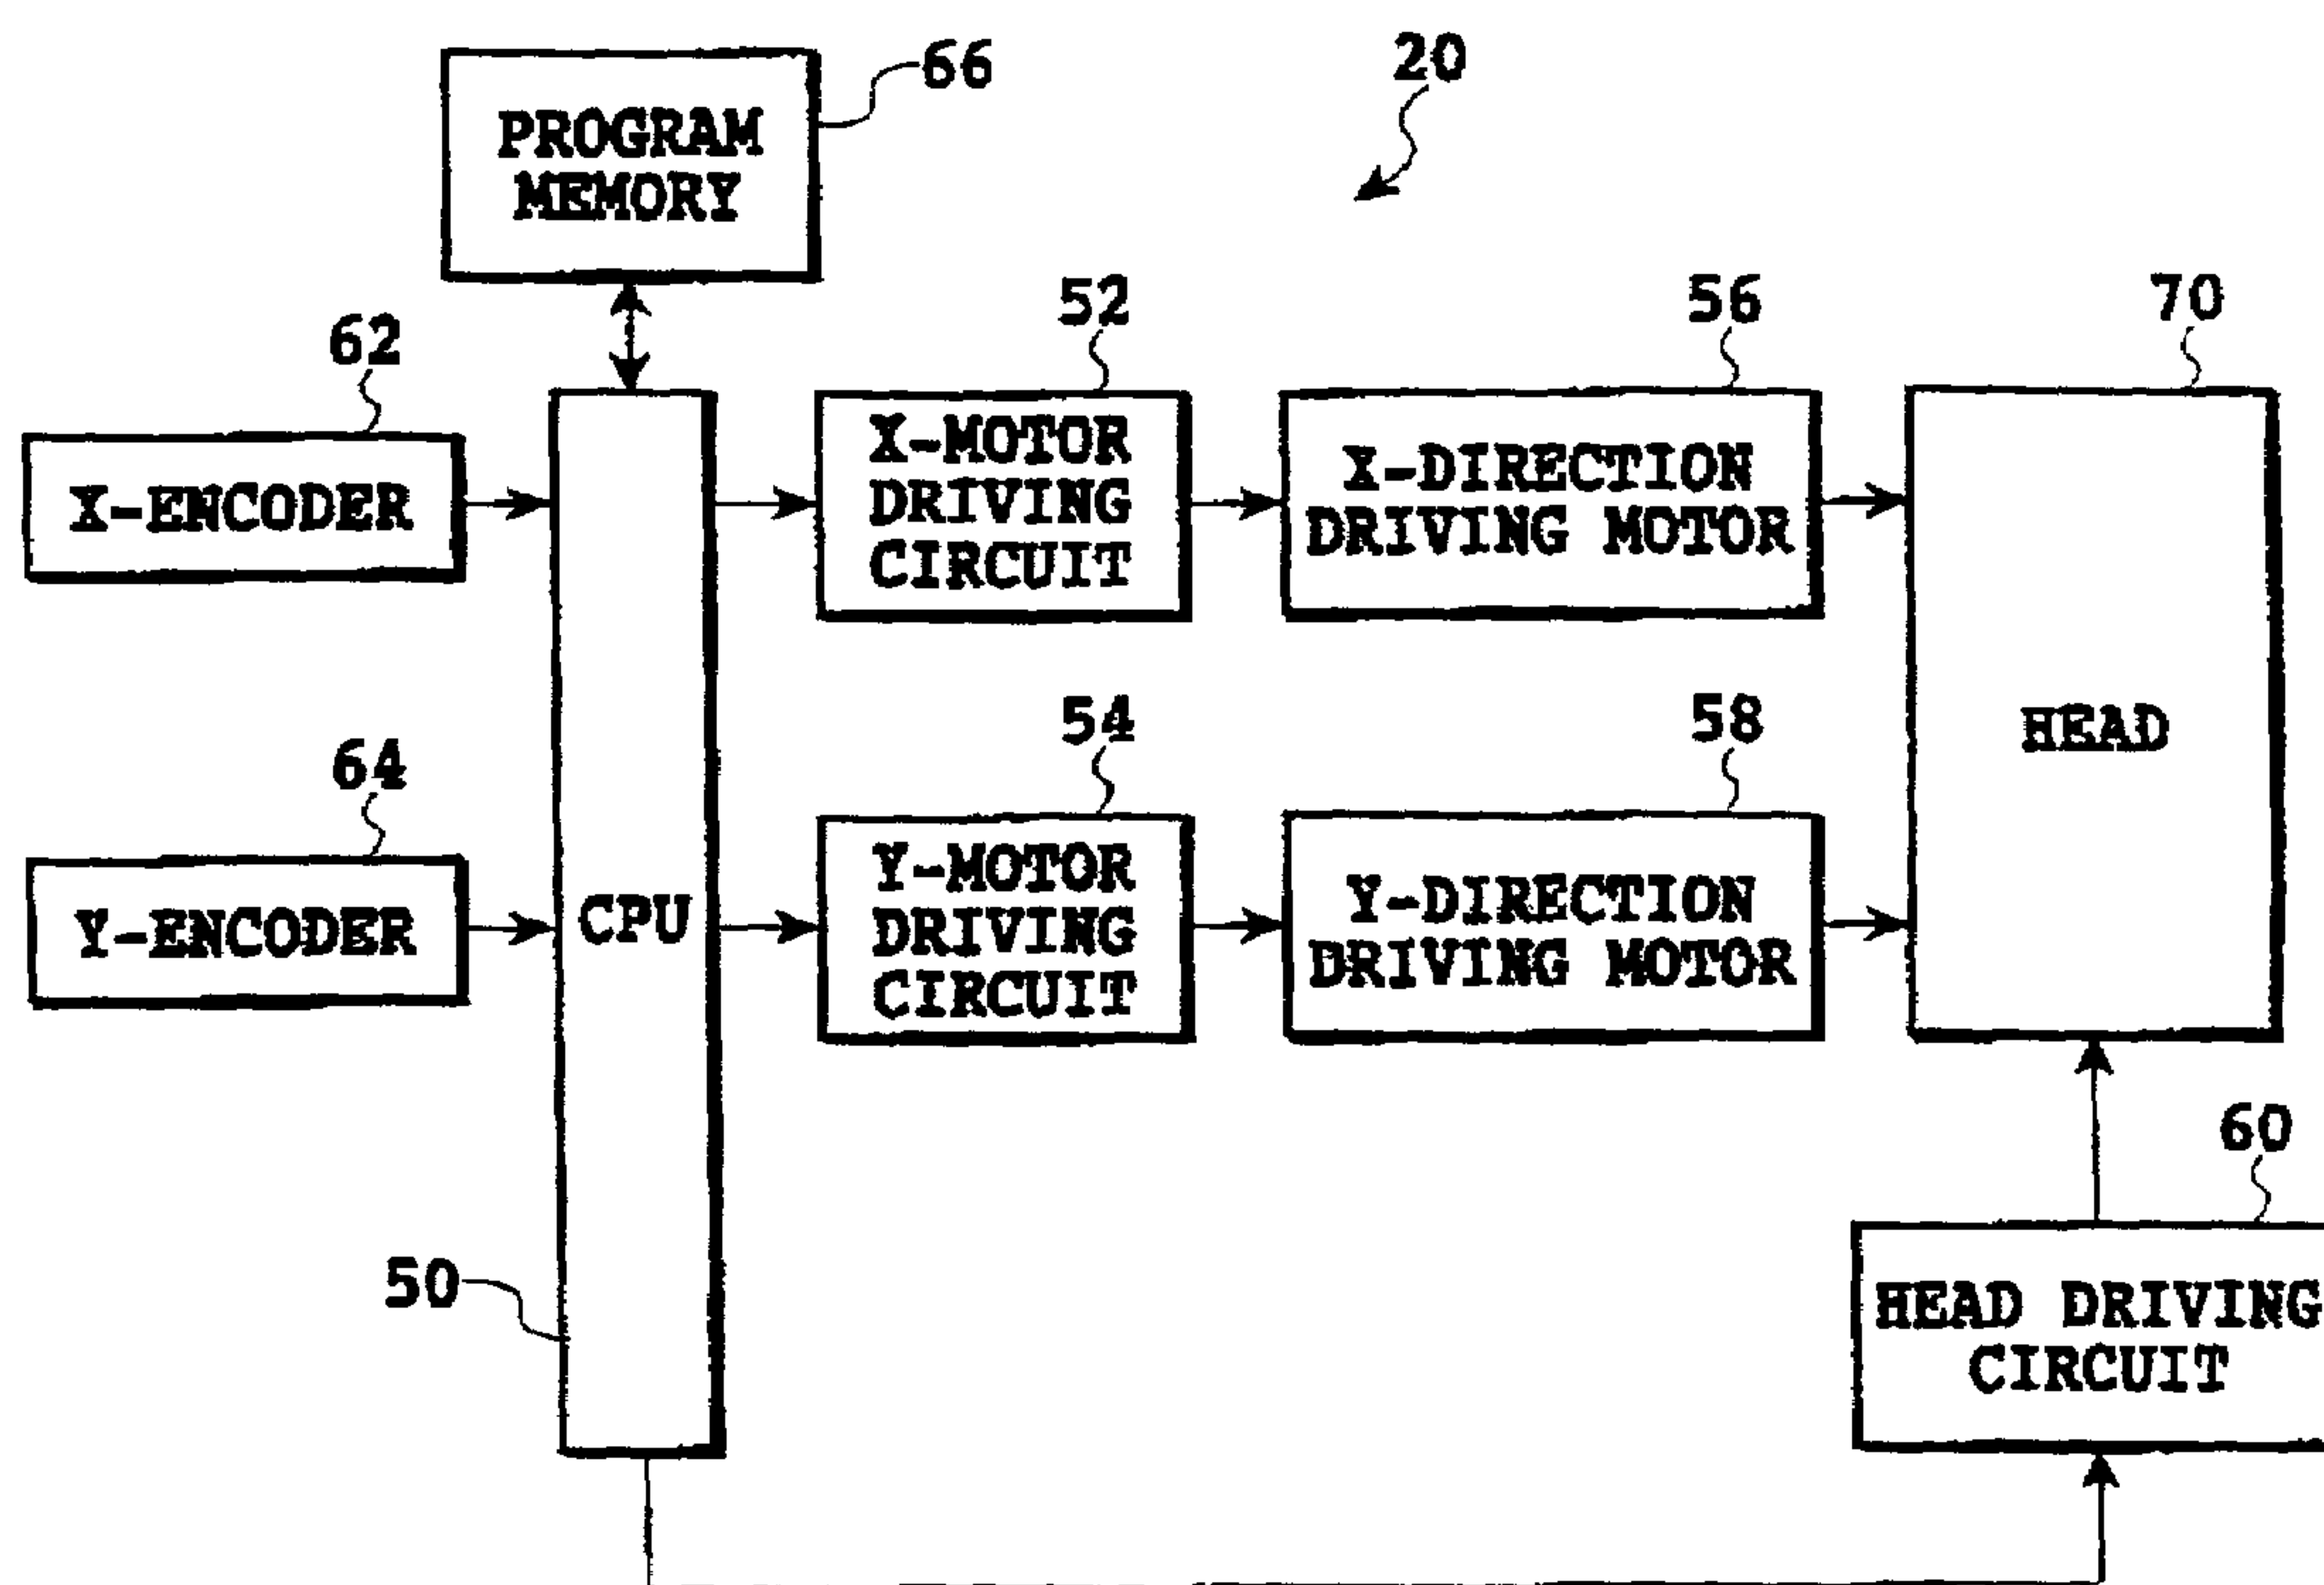 66
20
PROGRAM
MEMORY
62
52
56
70
X-ENCODER
X-MOTOR
DRIVING
CIRCUIT
X-DIRECTION
DRIVING MOTOR
64
54
58
HEAD
Y-ENCODER
CPU
Y-MOTOR
DRIVING
CIRCUIT
Y-DIRECTION
DRIVING MOTOR
60
50
HEAD DRIVING
CIRCUIT